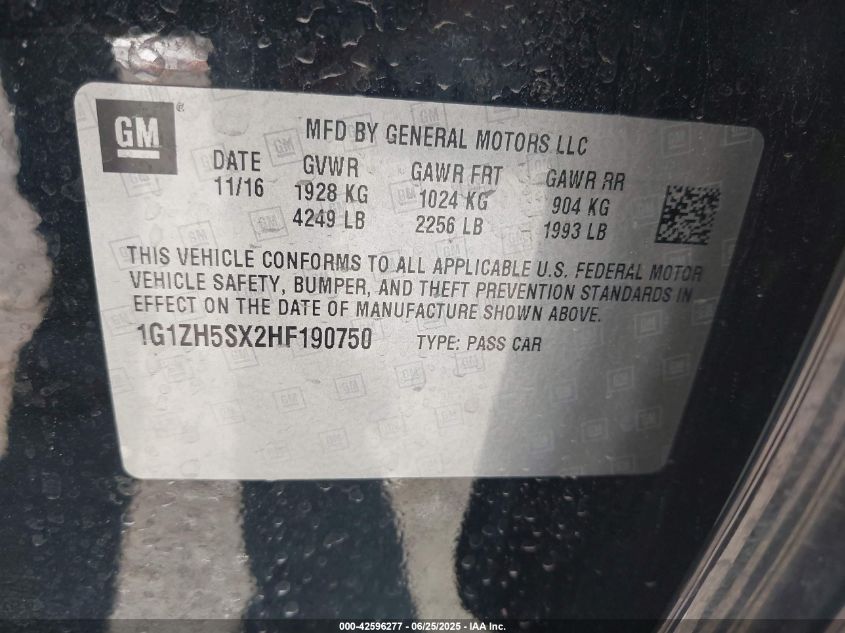 GM
MFD BY GENERAL MOTORS LLC
DATE GVWR GAWR FRT GAWR RR
11/16 1928 KG 1024 KG 904 KG
4249 LB 2256 LB 1993 LB
THIS VEHICLE CONFORMS TO ALL APPLICABLE U.S. FEDERAL MOTOR
VEHICLE SAFETY, BUMPER, AND THEFT PREVENTION STANDARDS IN
EFFECT ON THE DATE OF MANUFACTURE SHOWN ABOVE.
1G1ZH5SX2HF190750 TYPE: PASS CAR
000-42596277 - 06/25/2025 - IAA Inc.